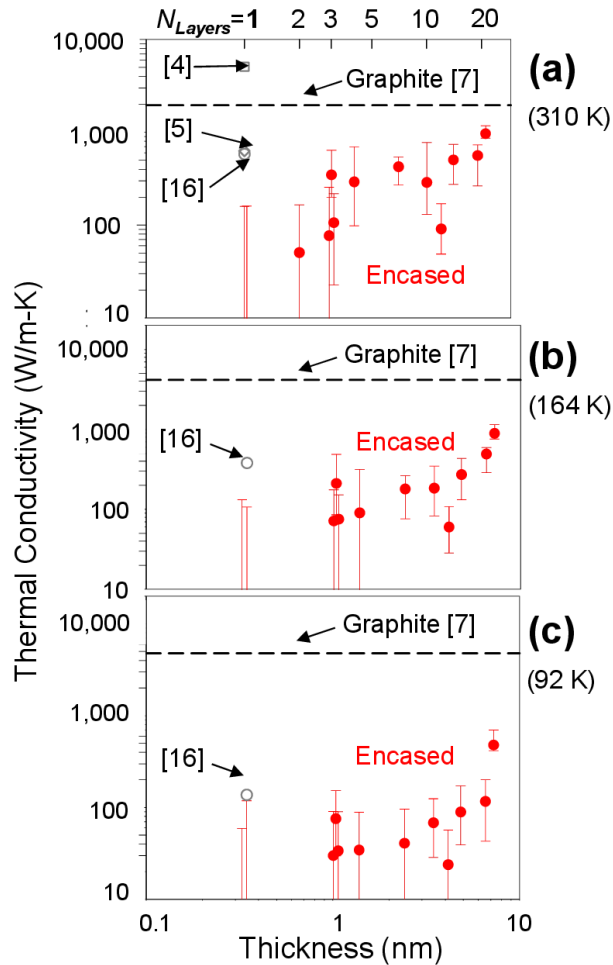 N_Layers=1 2 3 5 10 20
10,000
[4]
Graphite [7]
(a)
(310 K)
1,000
[5]
[16]
100
Encased
10
Thermal Conductivity (W/m-K)
10,000
Graphite [7]
(b)
(164 K)
1,000
[16]
Encased
100
10
10,000
Graphite [7]
(c)
(92 K)
1,000
[16]
Encased
100
10
0.1 1 10
Thickness (nm)